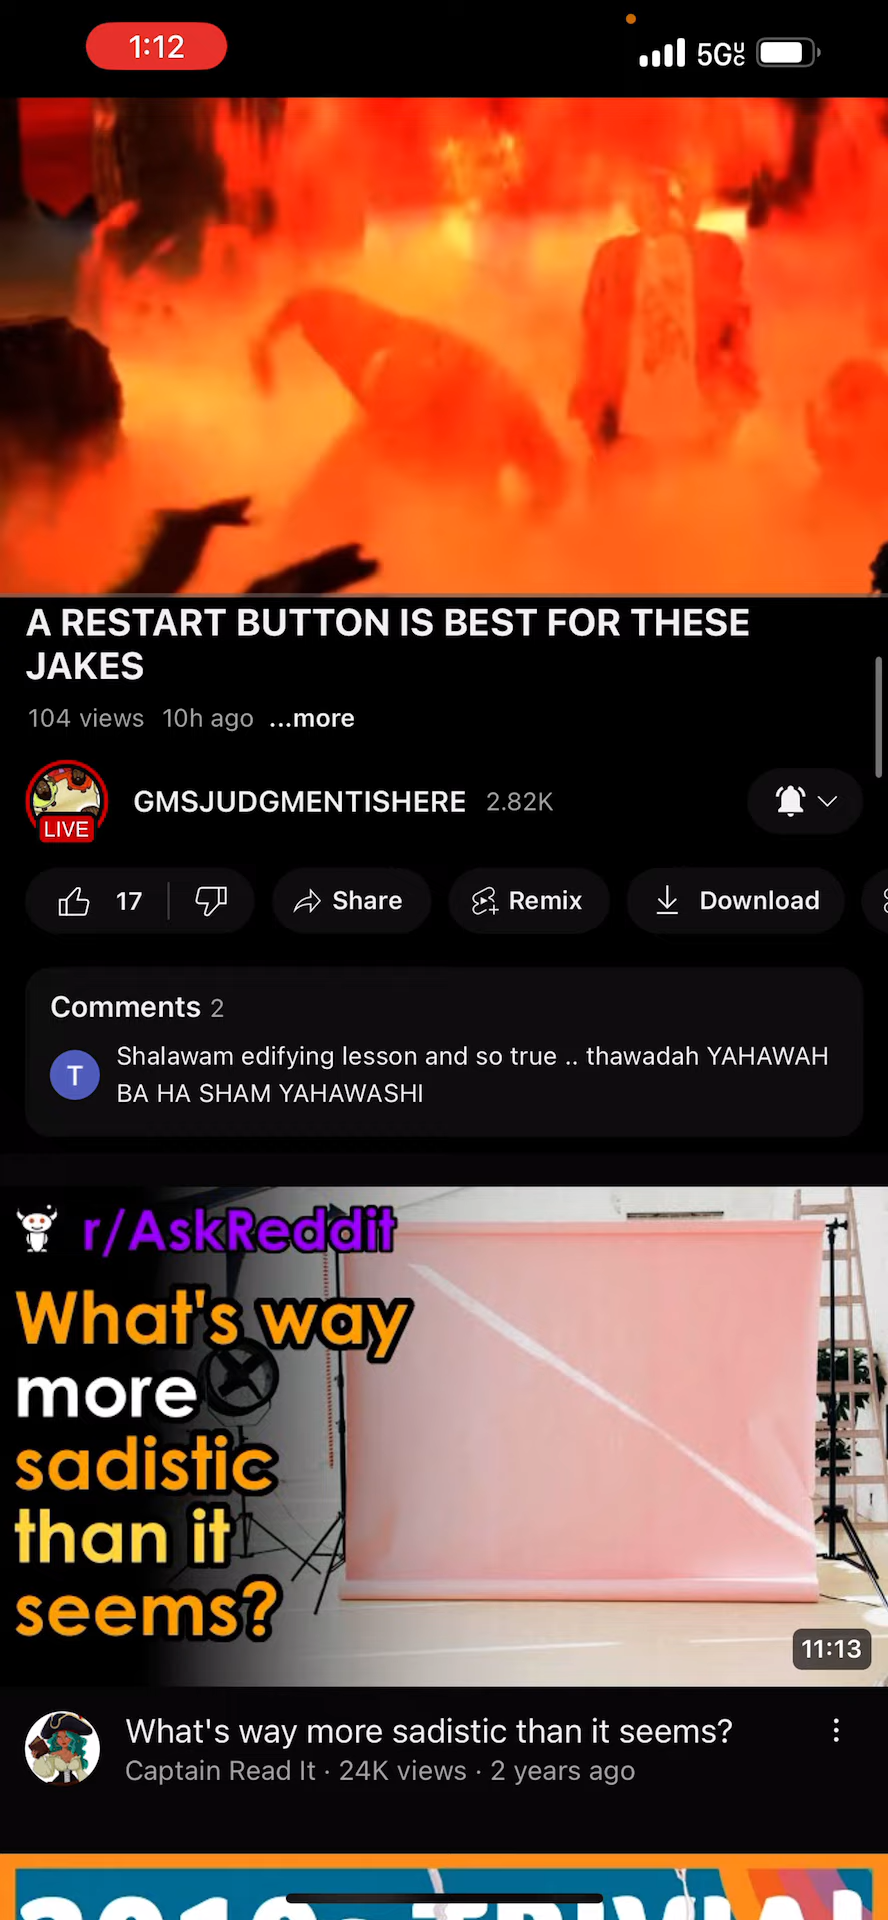 1:12
5GUC
A RESTART BUTTON IS BEST FOR THESE
JAKES
104 views 10h ago ...more
GMSJUDGMENTISHERE 2.82K
LIVE
17
Share
Remix
Download
Comments 2
T
Shalawam edifying lesson and so true .. thawadah YAHAWAH
BA HA SHAM YAHAWASHI
r/AskReddit
What's way
more
sadistic
than it
seems?
11:13
What's way more sadistic than it seems?
Captain Read It · 24K views · 2 years ago
TRIVIA!